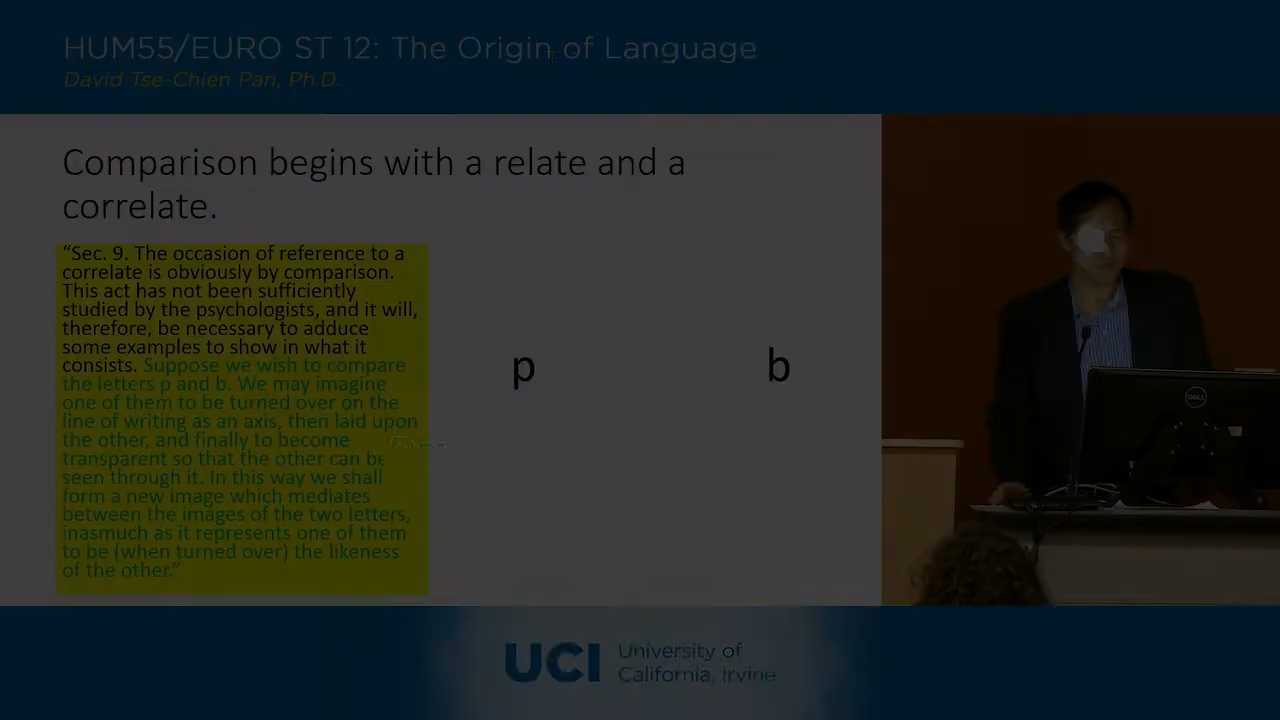 HUM55/EURO ST 12: The Origin of Language
David Tse-Chien Pan, Ph.D.
Comparison begins with a relate and a
correlate.
“Sec. 9. The occasion of reference to a
correlate is obviously by comparison.
This act has not been sufficiently
studied by the psychologists, and it will,
therefore, be necessary to adduce
some examples to show in what it
consists. Suppose we wish to compare
the letters p and b. We may imagine
one of them to be turned over on the
line of writing as an axis, then laid upon
the other, and finally to become
transparent so that the other can be
seen through it. In this way we shall
form a new image which mediates
between the images of the two letters,
inasmuch as it represents one of them
to be (when turned over) the likeness
of the other.”
p b
DELL
UCI University of
California, Irvine